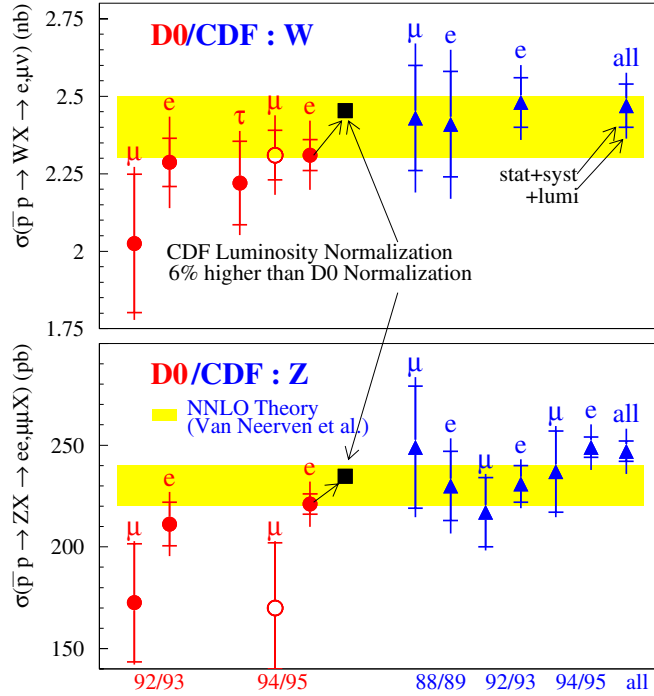 σ(p̅ p → WX → e,μν) (nb)
D0/CDF : W
2.5
2.25
2
1.75
μ
e
τ
μ
e
μ
e
e
all
stat+syst
+lumi
CDF Luminosity Normalization
6% higher than D0 Normalization
σ(p̅ p → ZX → ee,μμX) (pb)
D0/CDF : Z
NNLO Theory
(Van Neerven et al.)
250
200
150
μ
e
μ
e
μ
e
μ
e
μ
e
all
92/93
94/95
88/89
92/93
94/95
all